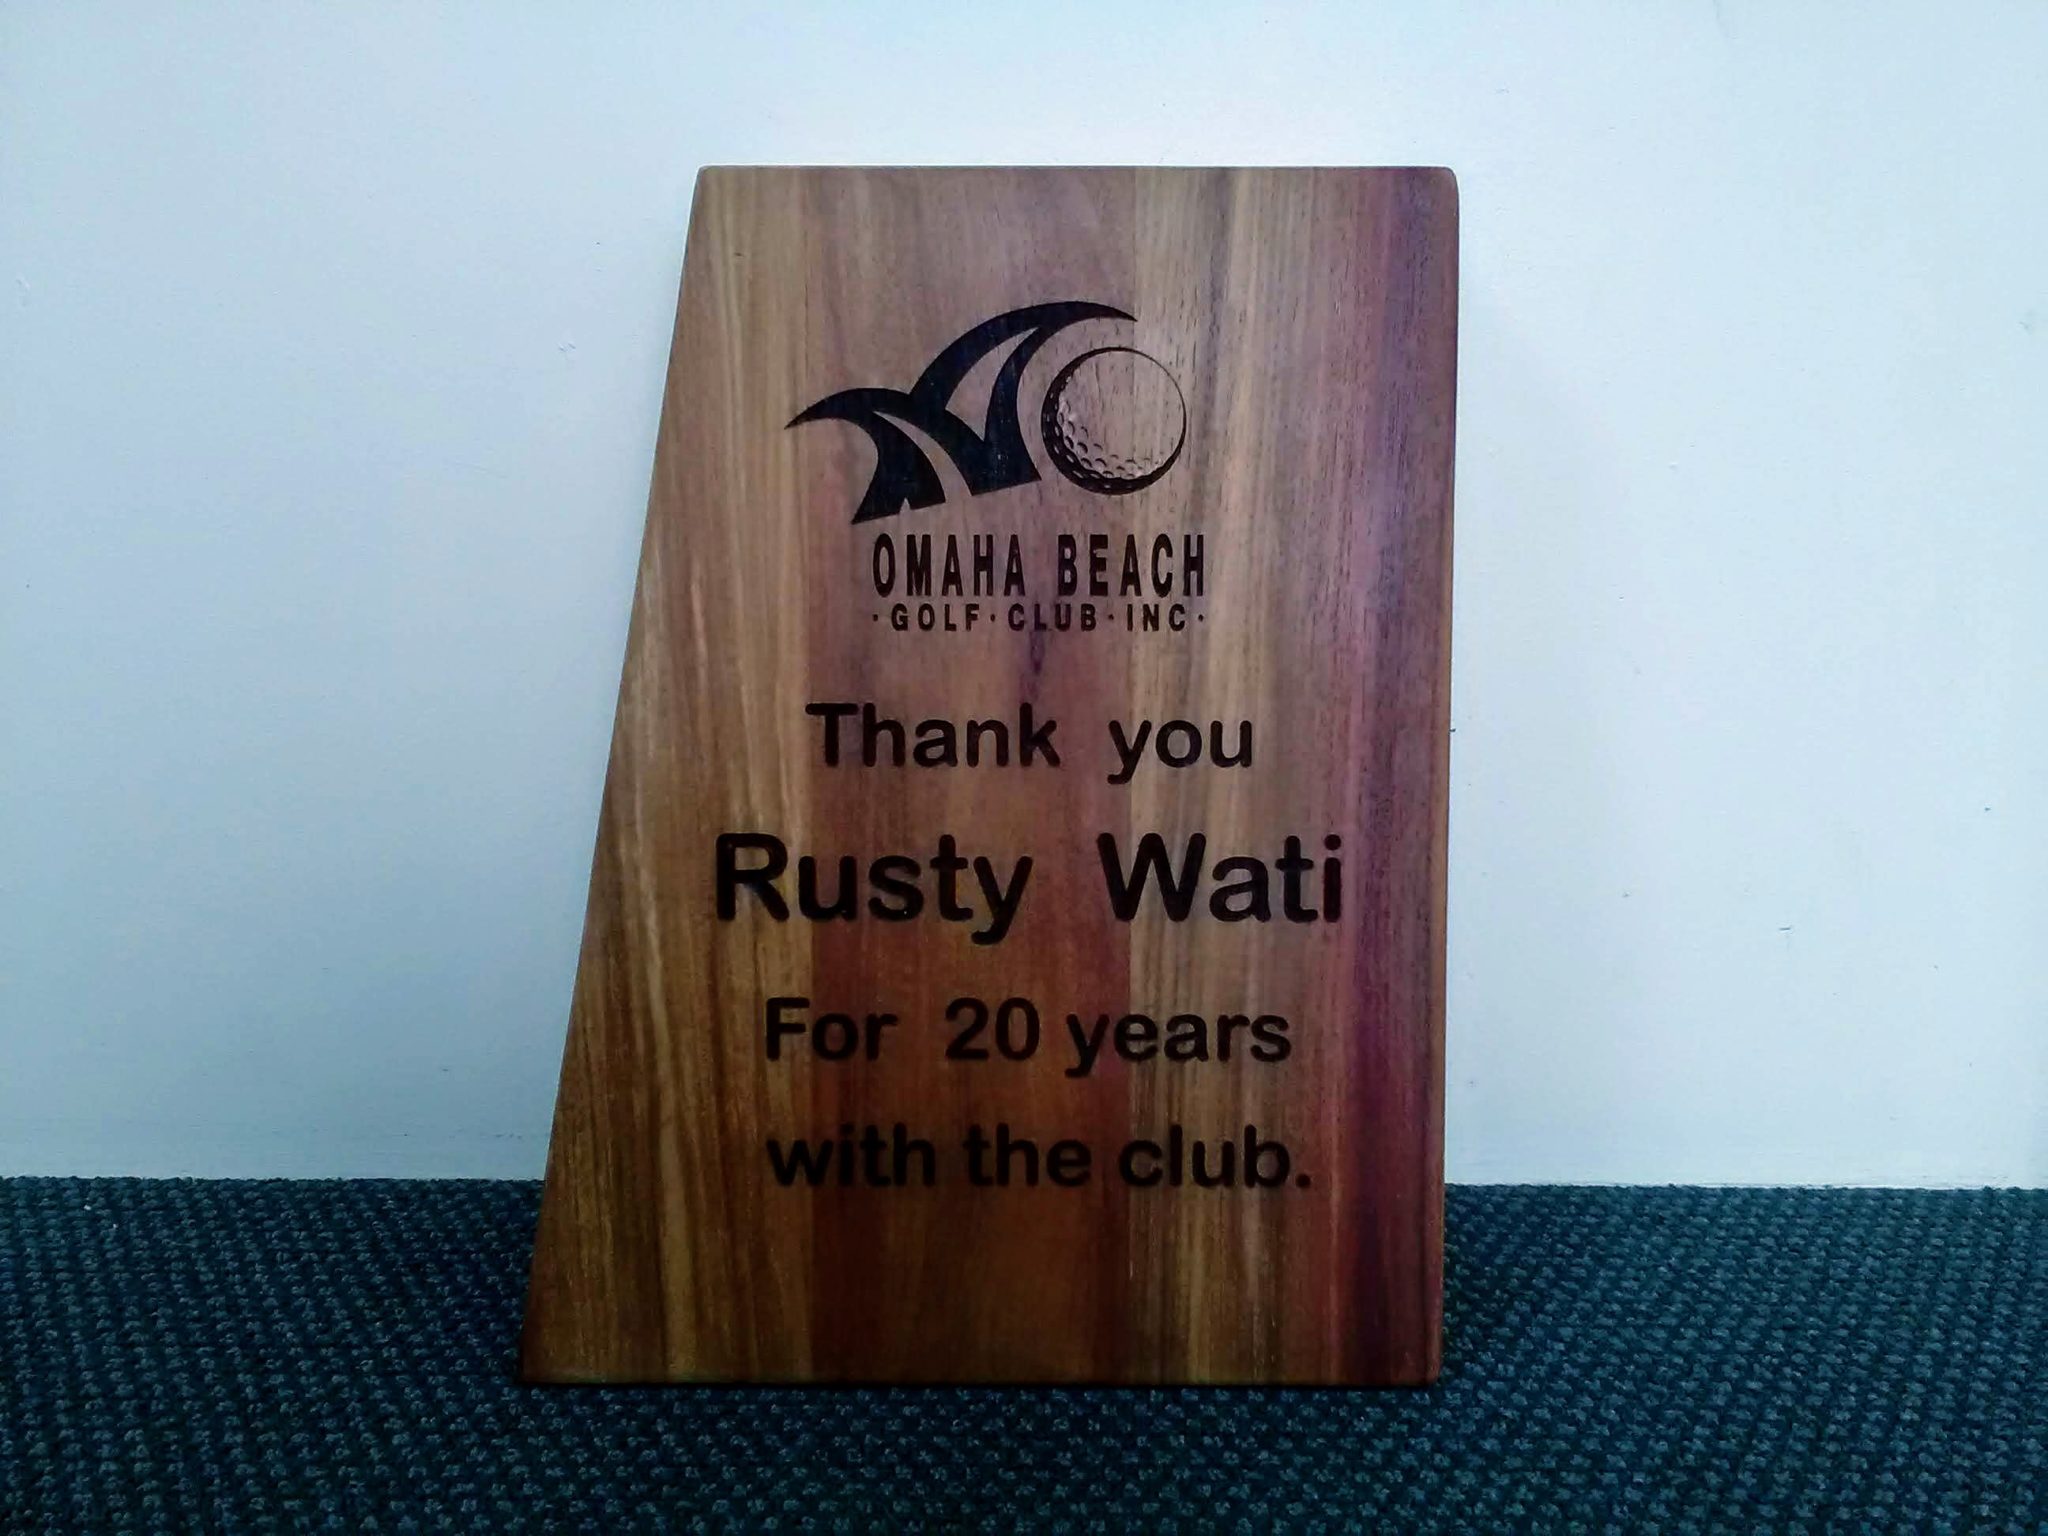 OMAHA BEACH
·GOLF·CLUB·INC·
Thank you
Rusty Wati
For 20 years
with the club.